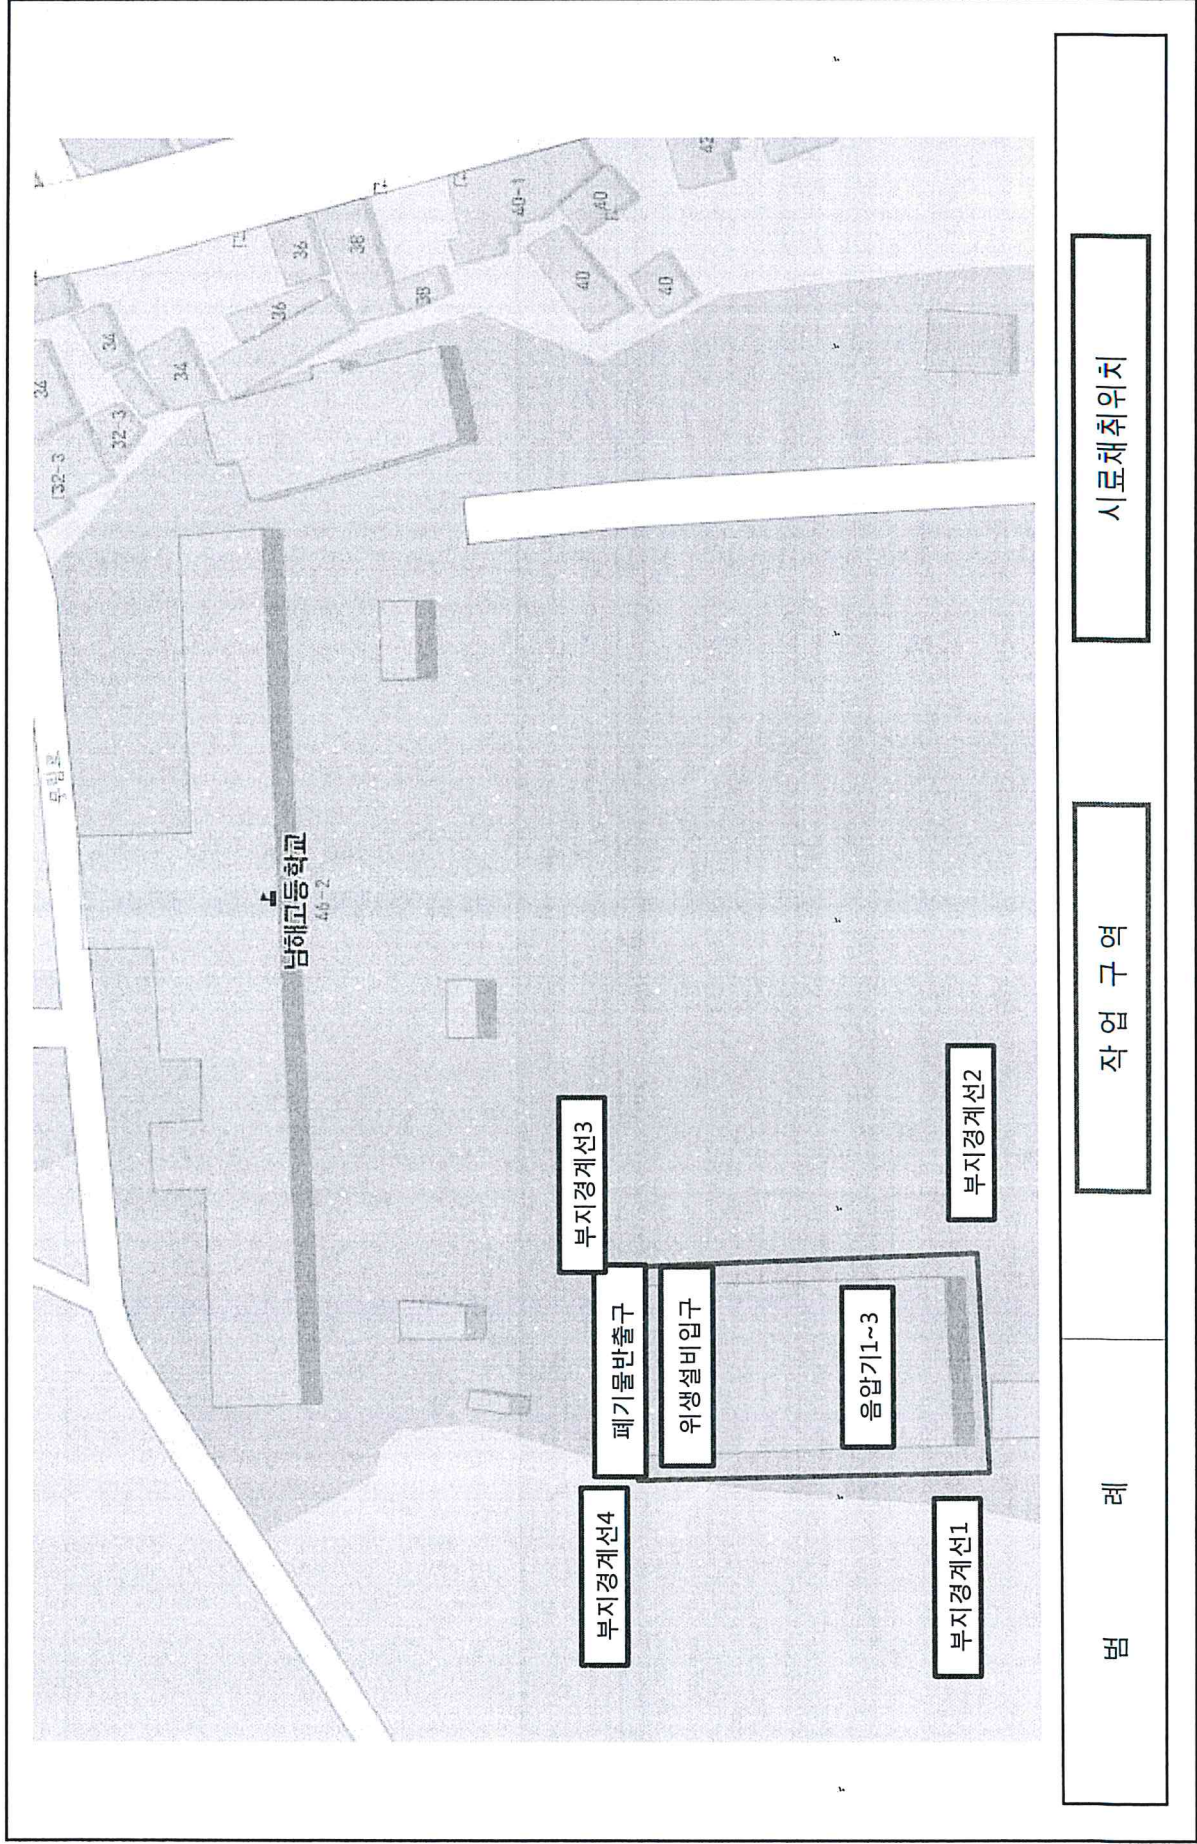 무림로
32-3
34
32-3
34
34
36
36
38
38
40-1
40
40
40
42
남해고등학교
46-2
부지경계선4
폐기물반출구
부지경계선3
위생설비입구
음압기1~3
부지경계선1
부지경계선2
범 례
작 업 구 역
시료채취위치